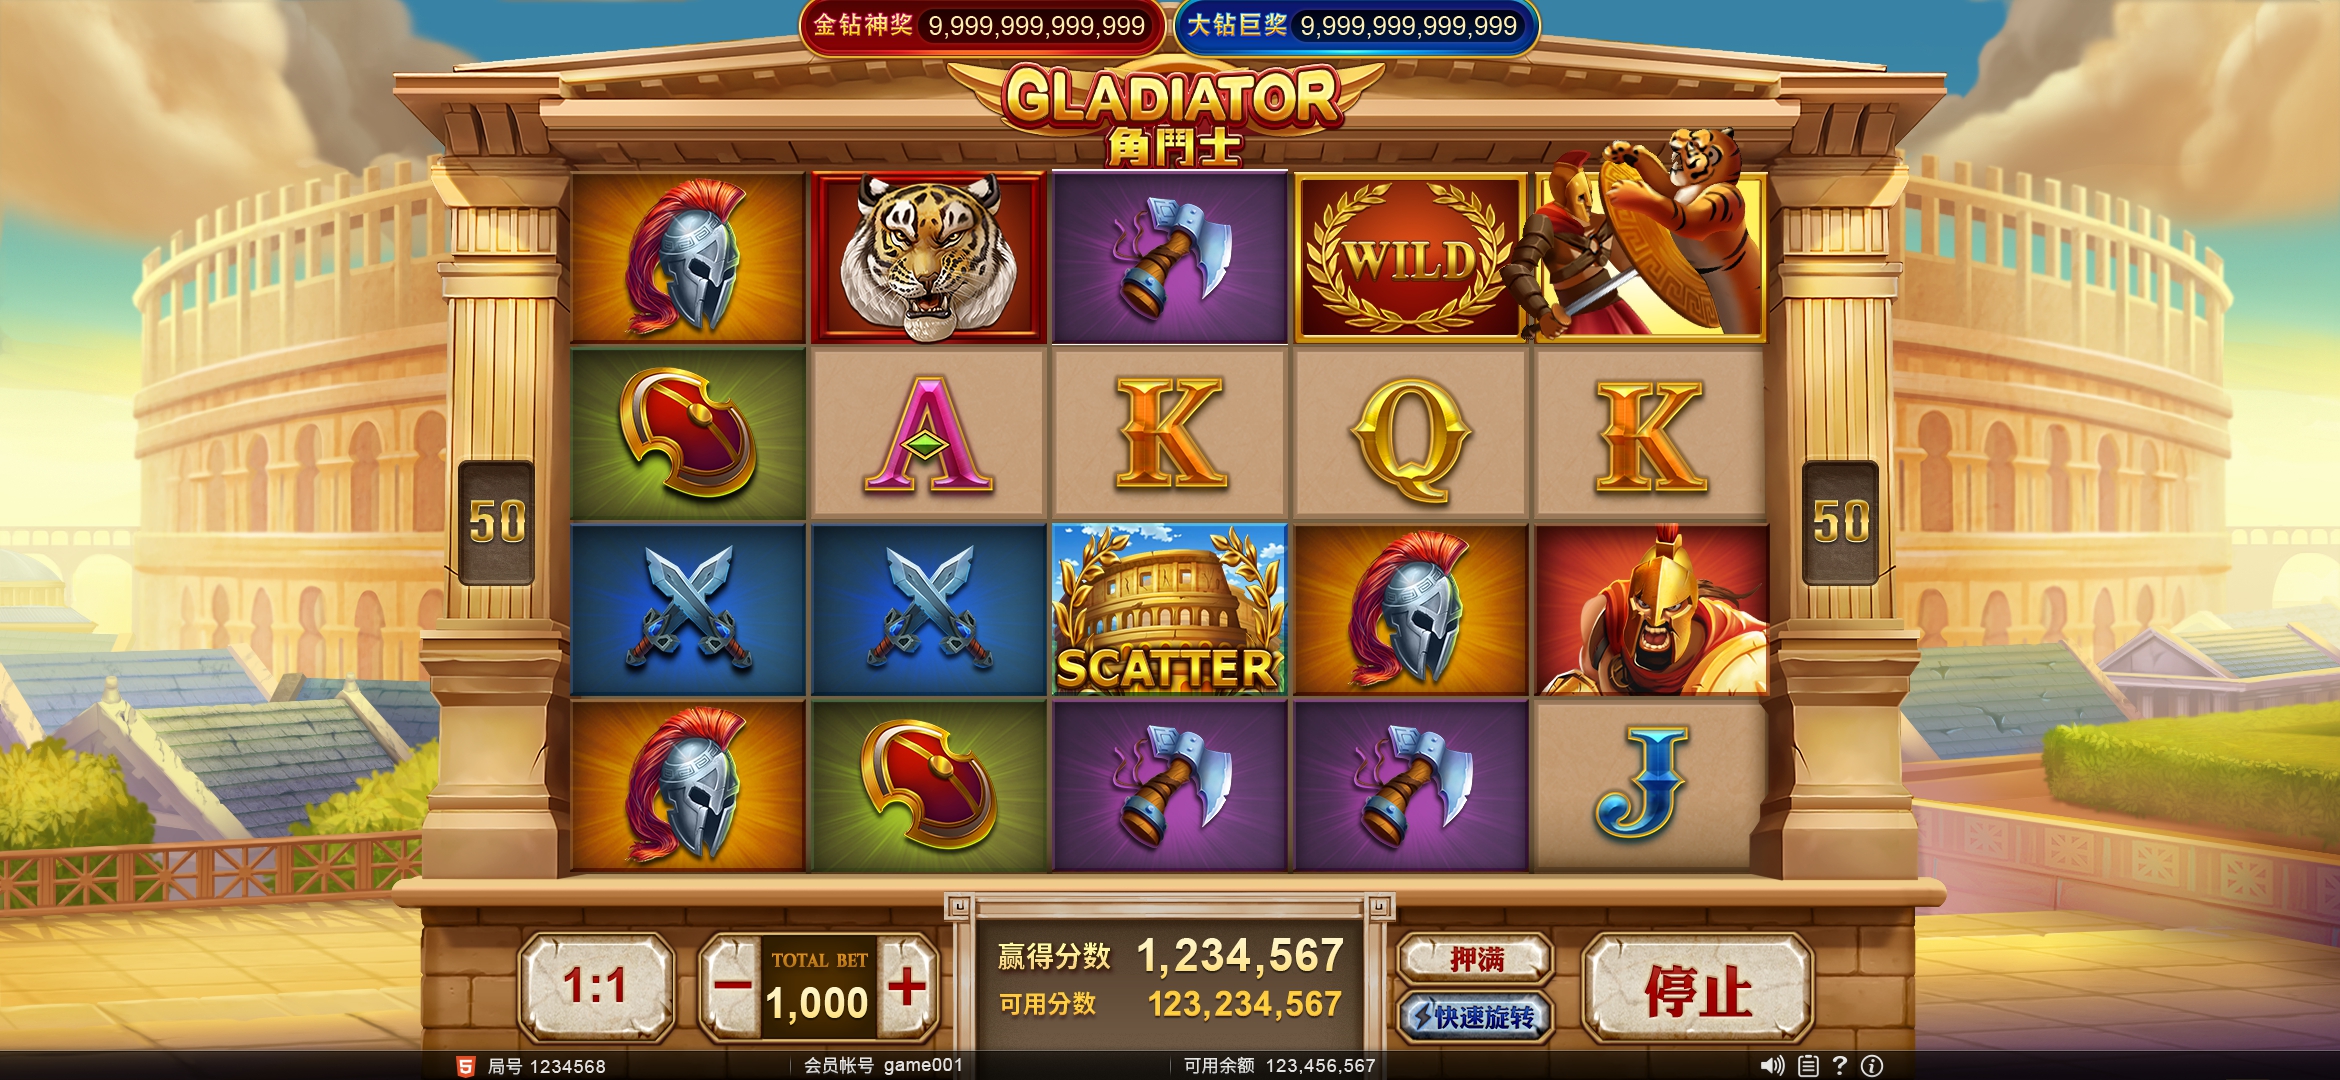 金钻神奖 9,999,999,999,999
大钻巨奖 9,999,999,999,999
GLADIATOR
角鬥士
WILD
A K Q K
50
50
SCATTER
J
1:1
TOTAL BET
− 1,000 +
赢得分数 1,234,567
可用分数 123,234,567
押满
快速旋转
停止
5 局号 1234568
会员帐号 game001
可用余额 123,456,567
? i